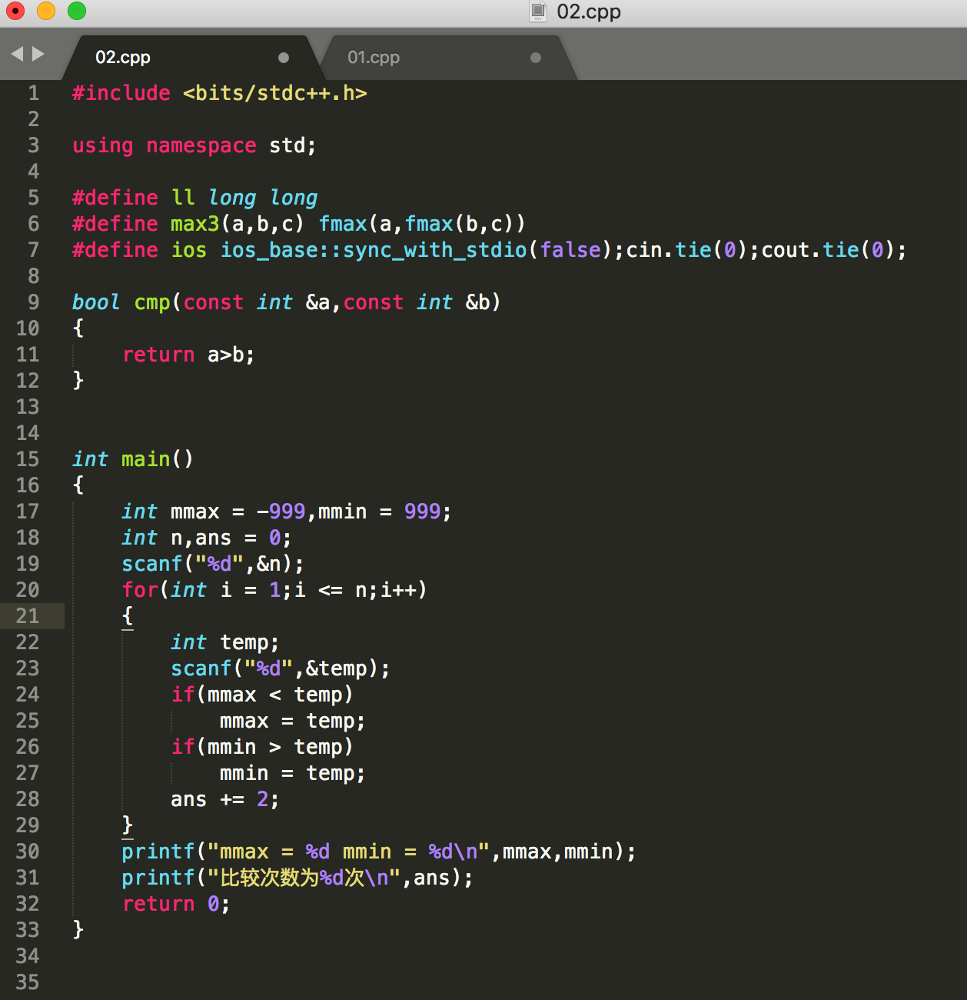 02.cpp
02.cpp 01.cpp
1 #include <bits/stdc++.h>
2
3 using namespace std;
4
5 #define ll long long
6 #define max3(a,b,c) fmax(a,fmax(b,c))
7 #define ios ios_base::sync_with_stdio(false);cin.tie(0);cout.tie(0);
8
9 bool cmp(const int &a,const int &b)
10 {
11     return a>b;
12 }
13
14
15 int main()
16 {
17     int mmax = -999,mmin = 999;
18     int n,ans = 0;
19     scanf("%d",&n);
20     for(int i = 1;i <= n;i++)
21     {
22         int temp;
23         scanf("%d",&temp);
24         if(mmax < temp)
25             mmax = temp;
26         if(mmin > temp)
27             mmin = temp;
28         ans += 2;
29     }
30     printf("mmax = %d mmin = %d\n",mmax,mmin);
31     printf("比较次数为%d次\n",ans);
32     return 0;
33 }
34
35